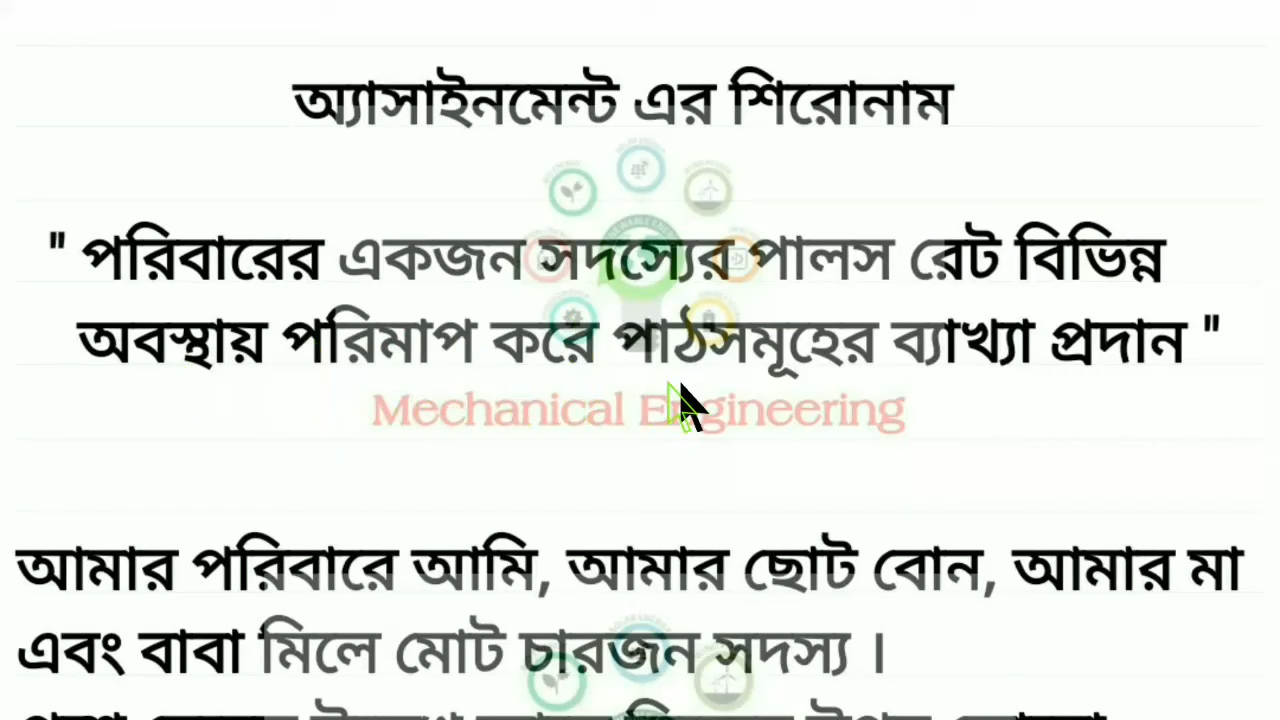 অ্যাসাইনমেন্ট এর শিরোনাম
" পরিবারের একজন সদস্যের পালস রেট বিভিন্ন
অবস্থায় পরিমাপ করে পাঠসমূহের ব্যাখ্যা প্রদান "
Mechanical Engineering
আমার পরিবারে আমি, আমার ছোট বোন, আমার মা
এবং বাবা মিলে মোট চারজন সদস্য ।